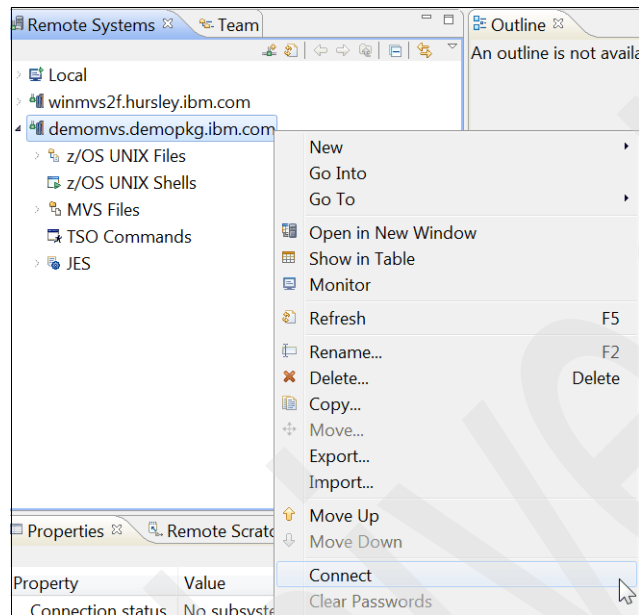 Remote Systems Team
Outline
An outline is not availa
Local
winmvs2f.hursley.ibm.com
demomvs.demopkg.ibm.com
z/OS UNIX Files
z/OS UNIX Shells
MVS Files
TSO Commands
JES
New
Go Into
Go To
Open in New Window
Show in Table
Monitor
Refresh F5
Rename... F2
Delete... Delete
Copy...
Move...
Export...
Import...
Move Up
Move Down
Connect
Clear Passwords
Properties Remote Scratc
Property Value
Connection status No subsyste